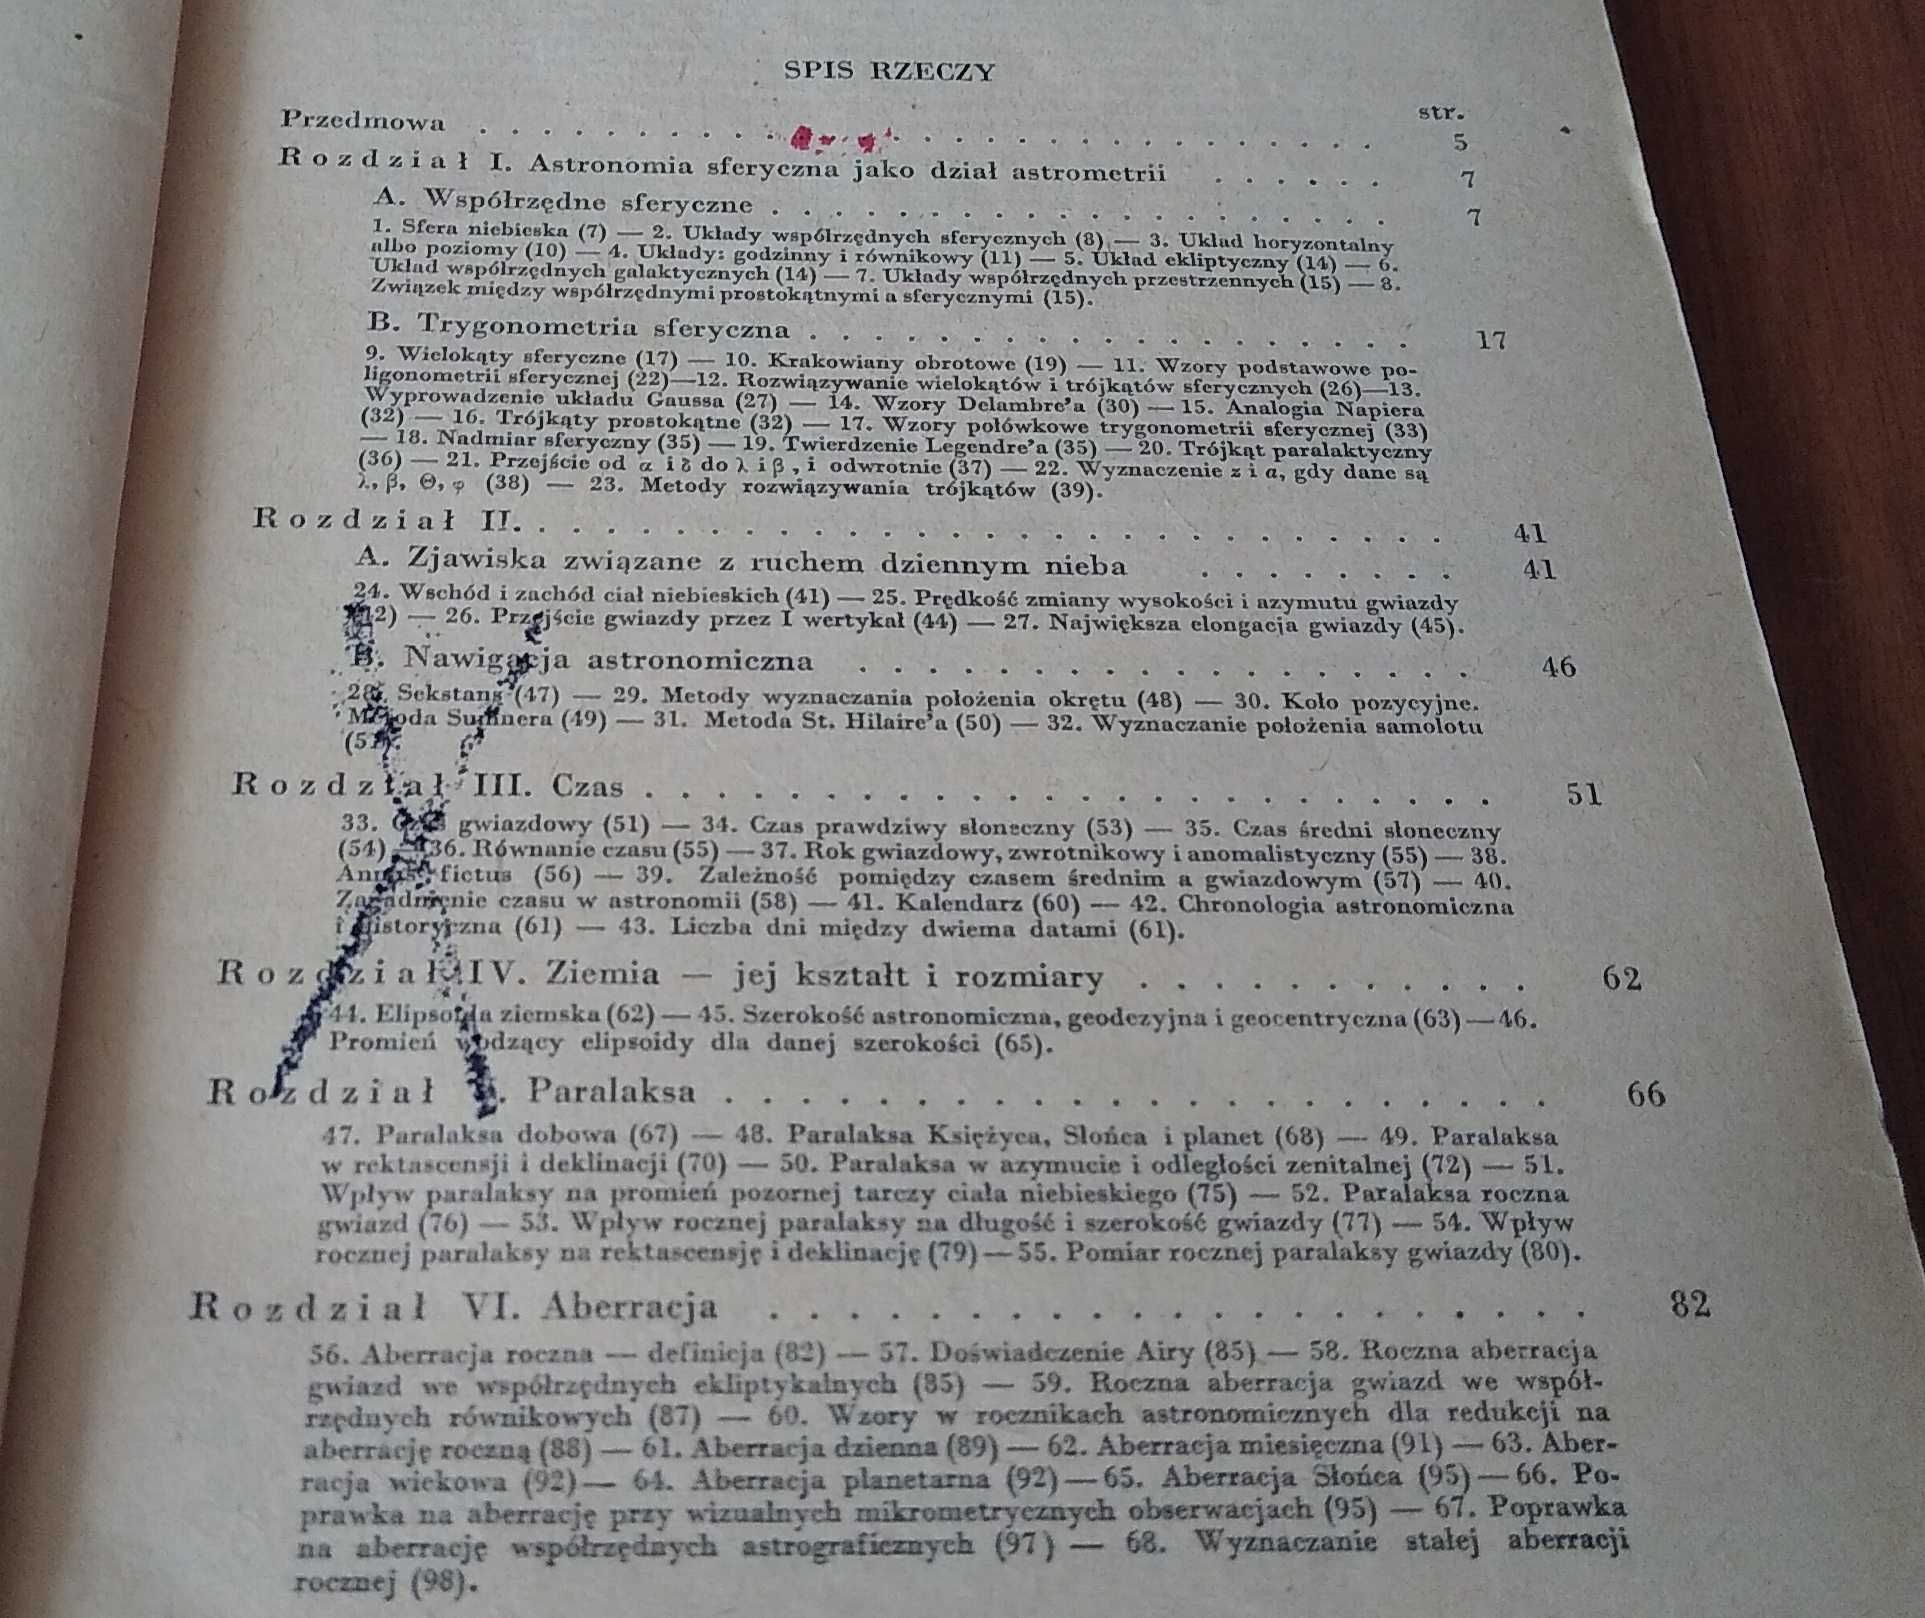 SPIS RZECZY
str.
Przedmowa . . . . . . . . . . . . . . . . . . . . . . . . 5
Rozdział I. Astronomia sferyczna jako dział astrometrii . . . . . . 7
A. Współrzędne sferyczne . . . . . . . . . . . . . . . . . . 7
1. Sfera niebieska (7) — 2. Układy współrzędnych sferycznych (8) — 3. Układ horyzontalny
albo poziomy (10) — 4. Układy: godzinny i równikowy (11) — 5. Układ ekliptyczny (14) — 6.
Układ współrzędnych galaktycznych (14) — 7. Układy współrzędnych przestrzennych (15) — 8.
Związek między współrzędnymi prostokątnymi a sferycznymi (15).
B. Trygonometria sferyczna . . . . . . . . . . . . . . . . . 17
9. Wielokąty sferyczne (17) — 10. Krakowiany obrotowe (19) — 11. Wzory podstawowe po-
ligonometrii sferycznej (22)—12. Rozwiązywanie wielokątów i trójkątów sferycznych (26)—13.
Wyprowadzenie układu Gaussa (27) — 14. Wzory Delambre'a (30) — 15. Analogia Napiera
(32) — 16. Trójkąty prostokątne (32) — 17. Wzory połówkowe trygonometrii sferycznej (33)
— 18. Nadmiar sferyczny (35) — 19. Twierdzenie Legendre'a (35) — 20. Trójkąt paralaktyczny
(36) — 21. Przejście od α i δ do λ i β, i odwrotnie (37) — 22. Wyznaczenie z i a, gdy dane są
λ, β, Θ, φ (38) — 23. Metody rozwiązywania trójkątów (39).
Rozdział II. . . . . . . . . . . . . . . . . . . . . . . . . 41
A. Zjawiska związane z ruchem dziennym nieba . . . . . . . . 41
24. Wschód i zachód ciał niebieskich (41) — 25. Prędkość zmiany wysokości i azymutu gwiazdy
(42) — 26. Przejście gwiazdy przez I wertykał (44) — 27. Największa elongacja gwiazdy (45).
B. Nawigacja astronomiczna . . . . . . . . . . . . . . . . . 46
28. Sekstans (47) — 29. Metody wyznaczania położenia okrętu (48) — 30. Koło pozycyjne.
Metoda Sumnera (49) — 31. Metoda St. Hilaire'a (50) — 32. Wyznaczanie położenia samolotu
(51).
Rozdział III. Czas . . . . . . . . . . . . . . . . . . . . . . 51
33. Czas gwiazdowy (51) — 34. Czas prawdziwy słoneczny (53) — 35. Czas średni słoneczny
(54) — 36. Równanie czasu (55) — 37. Rok gwiazdowy, zwrotnikowy i anomalistyczny (55) — 38.
Annus fictus (56) — 39. Zależność pomiędzy czasem średnim a gwiazdowym (57) — 40.
Zagadnienie czasu w astronomii (58) — 41. Kalendarz (60) — 42. Chronologia astronomiczna
i historyczna (61) — 43. Liczba dni między dwiema datami (61).
Rozdział IV. Ziemia — jej kształt i rozmiary . . . . . . . . . . . 62
44. Elipsoida ziemska (62) — 45. Szerokość astronomiczna, geodezyjna i geocentryczna (63)—46.
Promień wodzący elipsoidy dla danej szerokości (65).
Rozdział V. Paralaksa . . . . . . . . . . . . . . . . . . . . . 66
47. Paralaksa dobowa (67) — 48. Paralaksa Księżyca, Słońca i planet (68) — 49. Paralaksa
w rektascensji i deklinacji (70) — 50. Paralaksa w azymucie i odległości zenitalnej (72) — 51.
Wpływ paralaksy na promień pozornej tarczy ciała niebieskiego (75) — 52. Paralaksa roczna
gwiazd (76) — 53. Wpływ rocznej paralaksy na długość i szerokość gwiazdy (77) — 54. Wpływ
rocznej paralaksy na rektascensję i deklinację (79)—55. Pomiar rocznej paralaksy gwiazdy (80).
Rozdział VI. Aberracja . . . . . . . . . . . . . . . . . . . . . 82
56. Aberracja roczna — definicja (82) — 57. Doświadczenie Airy (85) — 58. Roczna aberracja
gwiazd we współrzędnych ekliptykalnych (85) — 59. Roczna aberracja gwiazd we współ-
rzędnych równikowych (87) — 60. Wzory w rocznikach astronomicznych dla redukcji na
aberrację roczną (88) — 61. Aberracja dzienna (89) — 62. Aberracja miesięczna (91) — 63. Aber-
racja wiekowa (92)— 64. Aberracja planetarna (92)—65. Aberracja Słońca (95)—66. Po-
prawka na aberrację przy wizualnych mikrometrycznych obserwacjach (95) — 67. Poprawka
na aberrację współrzędnych astrograficznych (97) — 68. Wyznaczanie stałej aberracji
rocznej (98).